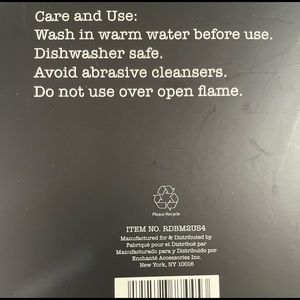 Care and Use:
Wash in warm water before use.
Dishwasher safe.
Avoid abrasive cleansers.
Do not use over open flame.
Please Recycle
ITEM NO. RDBM2US4
Manufactured for & Distributed by
Fabriqué pour et Distribué par
Manufacturado para y Distribuido por
Enchanté Accessories Inc.
New York, NY 10016